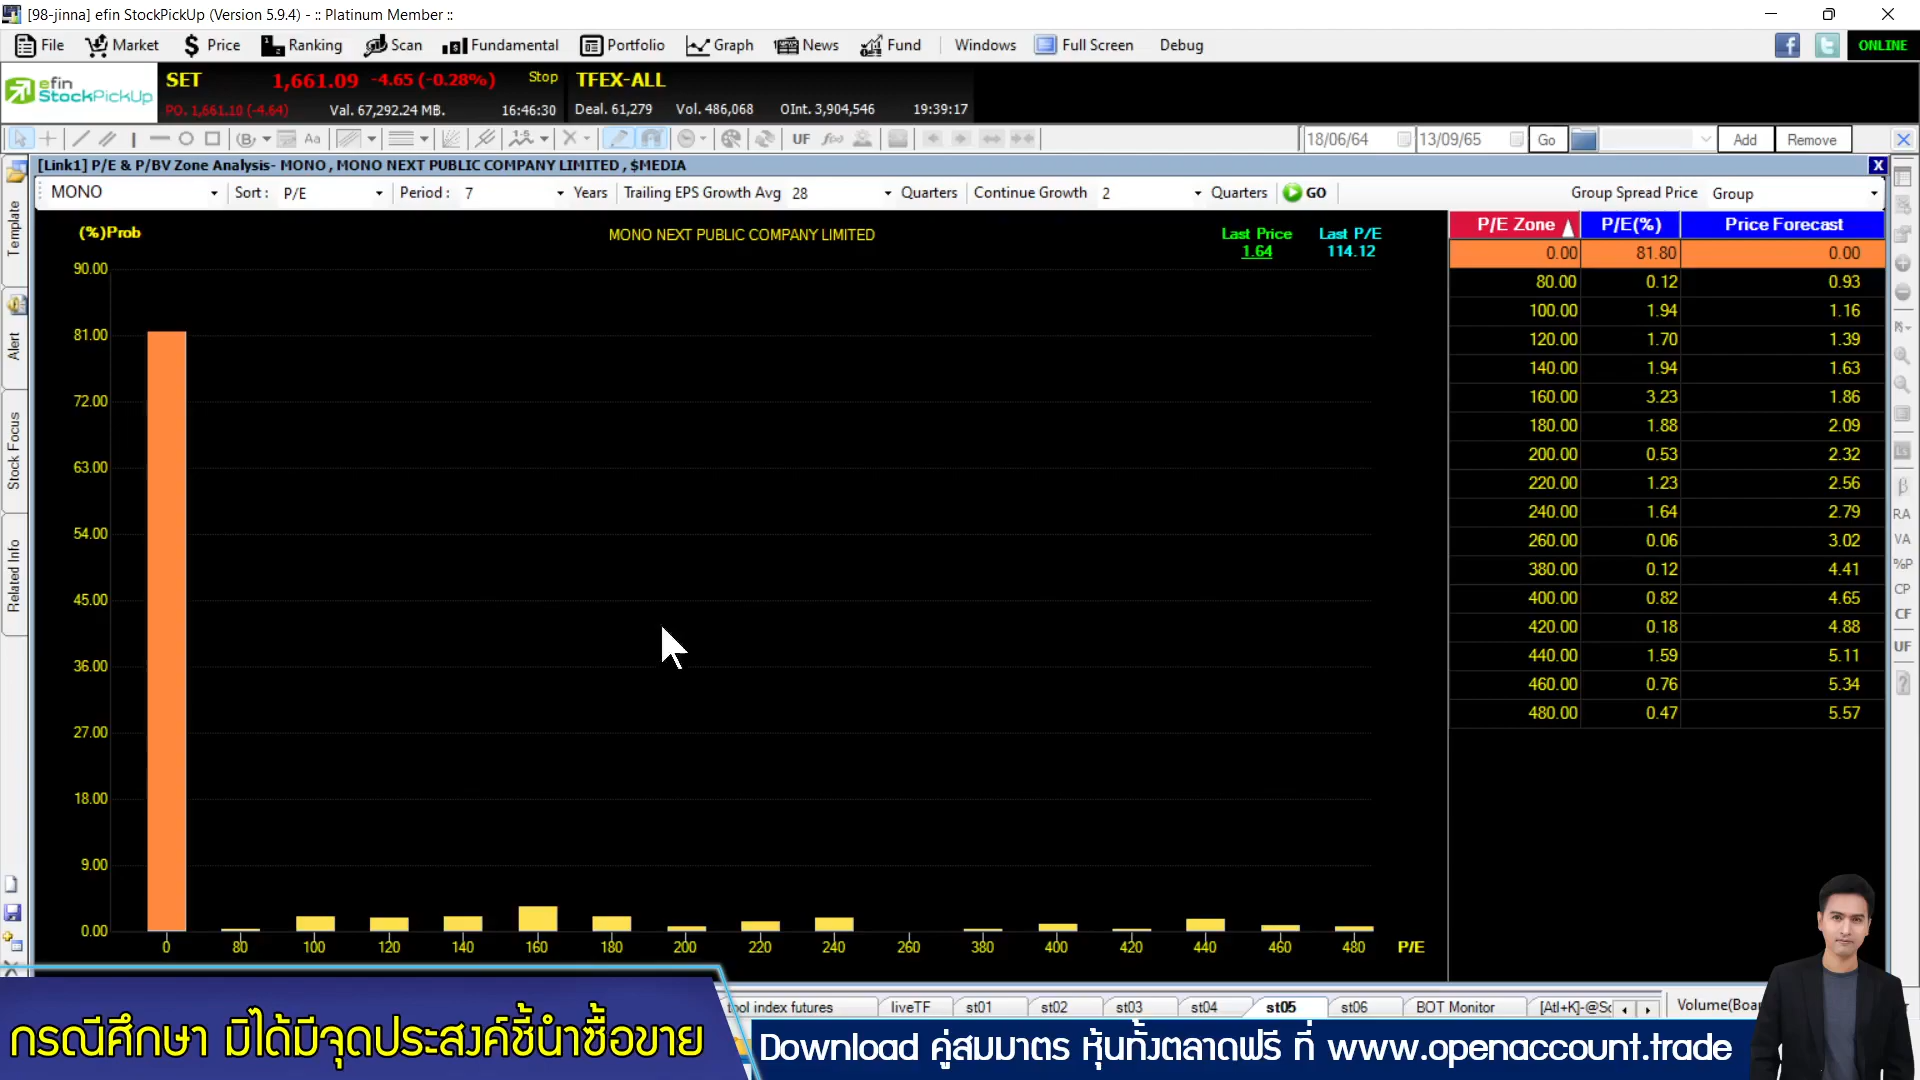 [98-jinna] efin StockPickUp (Version 5.9.4) - :: Platinum Member ::
File Market Price Ranking Scan Fundamental Portfolio Graph News Fund Windows Full Screen Debug ONLINE
efin StockPickUp
SET 1,661.09 -4.65 (-0.28%) Stop TFEX-ALL
PO. 1,661.10 (-4.64) Val. 67,292.24 MB. 16:46:30 Deal. 61,279 Vol. 486,068 OInt. 3,904,546 19:39:17
UF 18/06/64 13/09/65 Go Add Remove
[Link1] P/E & P/BV Zone Analysis- MONO , MONO NEXT PUBLIC COMPANY LIMITED , $MEDIA
MONO Sort : P/E Period : 7 Years Trailing EPS Growth Avg 28 Quarters Continue Growth 2 Quarters GO Group Spread Price Group
Template
Alert
Stock Focus
Related Info
(%)Prob MONO NEXT PUBLIC COMPANY LIMITED Last Price Last P/E
1.64 114.12
90.00
81.00
72.00
63.00
54.00
45.00
36.00
27.00
18.00
9.00
0.00
0 80 100 120 140 160 180 200 220 240 260 380 400 420 440 460 480 P/E
P/E Zone P/E(%) Price Forecast
0.00 81.80 0.00
80.00 0.12 0.93
100.00 1.94 1.16
120.00 1.70 1.39
140.00 1.94 1.63
160.00 3.23 1.86
180.00 1.88 2.09
200.00 0.53 2.32
220.00 1.23 2.56
240.00 1.64 2.79
260.00 0.06 3.02
380.00 0.12 4.41
400.00 0.82 4.65
420.00 0.18 4.88
440.00 1.59 5.11
460.00 0.76 5.34
480.00 0.47 5.57
RA
VA
%P
CP
CF
UF
tool index futures liveTF st01 st02 st03 st04 st05 st06 BOT Monitor [Atl+K]-@Sc Volume(Boar
กรณีศึกษา มิได้มีจุดประสงค์ชี้นำซื้อขาย
Download คู่สมมาตร หุ้นทั้งตลาดฟรี ที่ www.openaccount.trade